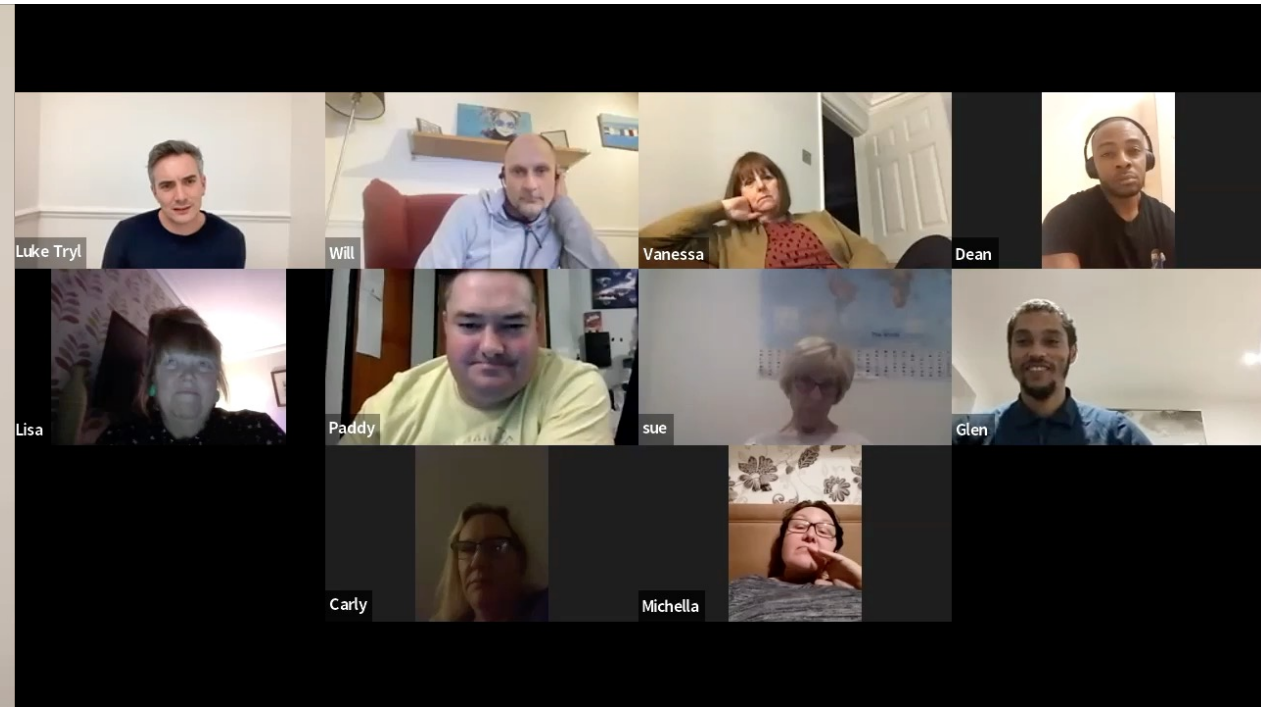 Luke Tryl
Will
Vanessa
Dean
Lisa
Paddy
sue
Glen
Carly
Michella